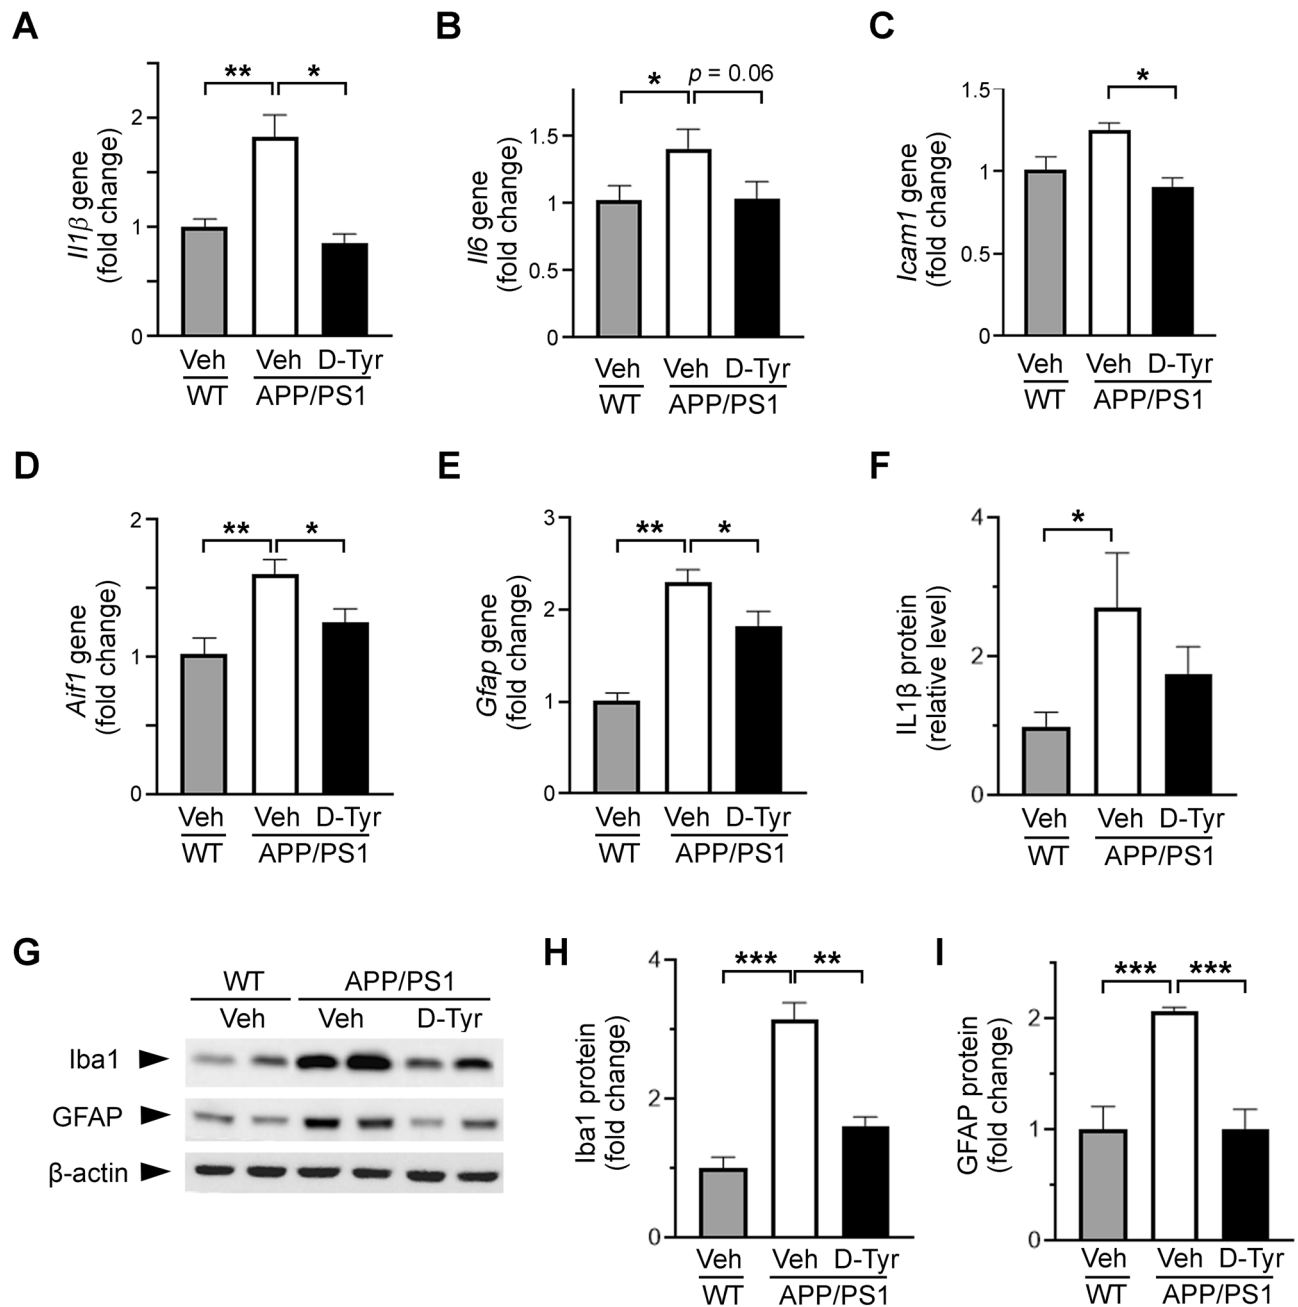 A
Il1β gene
(fold change)
2
1
0
**
*
Veh
Veh
D-Tyr
WT
APP/PS1
B
Il6 gene
(fold change)
1.5
1
0.5
0
*
p = 0.06
Veh
Veh
D-Tyr
WT
APP/PS1
C
Icam1 gene
(fold change)
1.5
1
0.5
0
*
Veh
Veh
D-Tyr
WT
APP/PS1
D
Aif1 gene
(fold change)
2
1
0
**
*
Veh
Veh
D-Tyr
WT
APP/PS1
E
Gfap gene
(fold change)
3
2
1
0
**
*
Veh
Veh
D-Tyr
WT
APP/PS1
F
IL1β protein
(relative level)
4
2
0
*
Veh
Veh
D-Tyr
WT
APP/PS1
G
WT
APP/PS1
Veh
Veh
D-Tyr
Iba1
GFAP
β-actin
H
Iba1 protein
(fold change)
4
2
0
***
**
Veh
Veh
D-Tyr
WT
APP/PS1
I
GFAP protein
(fold change)
2
1
0
***
***
Veh
Veh
D-Tyr
WT
APP/PS1